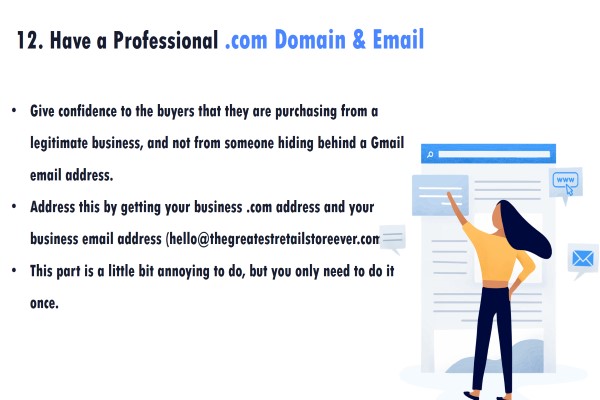 12. Have a Professional .com Domain & Email
• Give confidence to the buyers that they are purchasing from a
legitimate business, and not from someone hiding behind a Gmail
email address.
WWW
• Address this by getting your business .com address and your
business email address (hello@thegreatestretailstoreever.com
• This part is a little bit annoying to do, but you only need to do it
once.